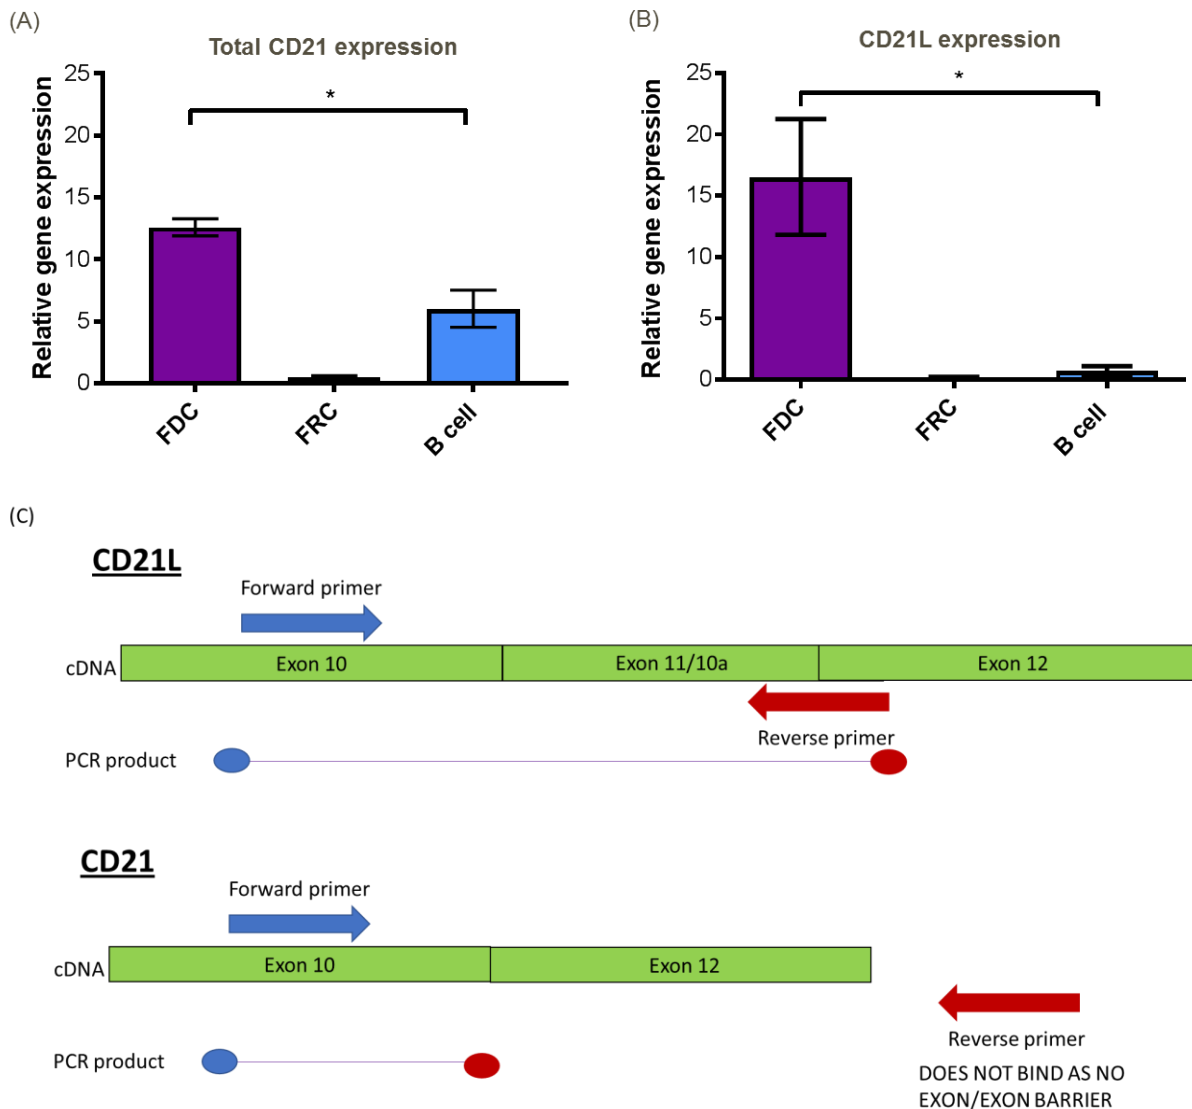 (A)
Total CD21 expression
Relative gene expression
25
20
15
10
5
0
*
FDC
FRC
B cell
(B)
CD21L expression
Relative gene expression
25
20
15
10
5
0
*
FDC
FRC
B cell
(C)
CD21L
Forward primer
cDNA
Exon 10
Exon 11/10a
Exon 12
Reverse primer
PCR product
CD21
Forward primer
cDNA
Exon 10
Exon 12
Reverse primer
PCR product
DOES NOT BIND AS NO
EXON/EXON BARRIER